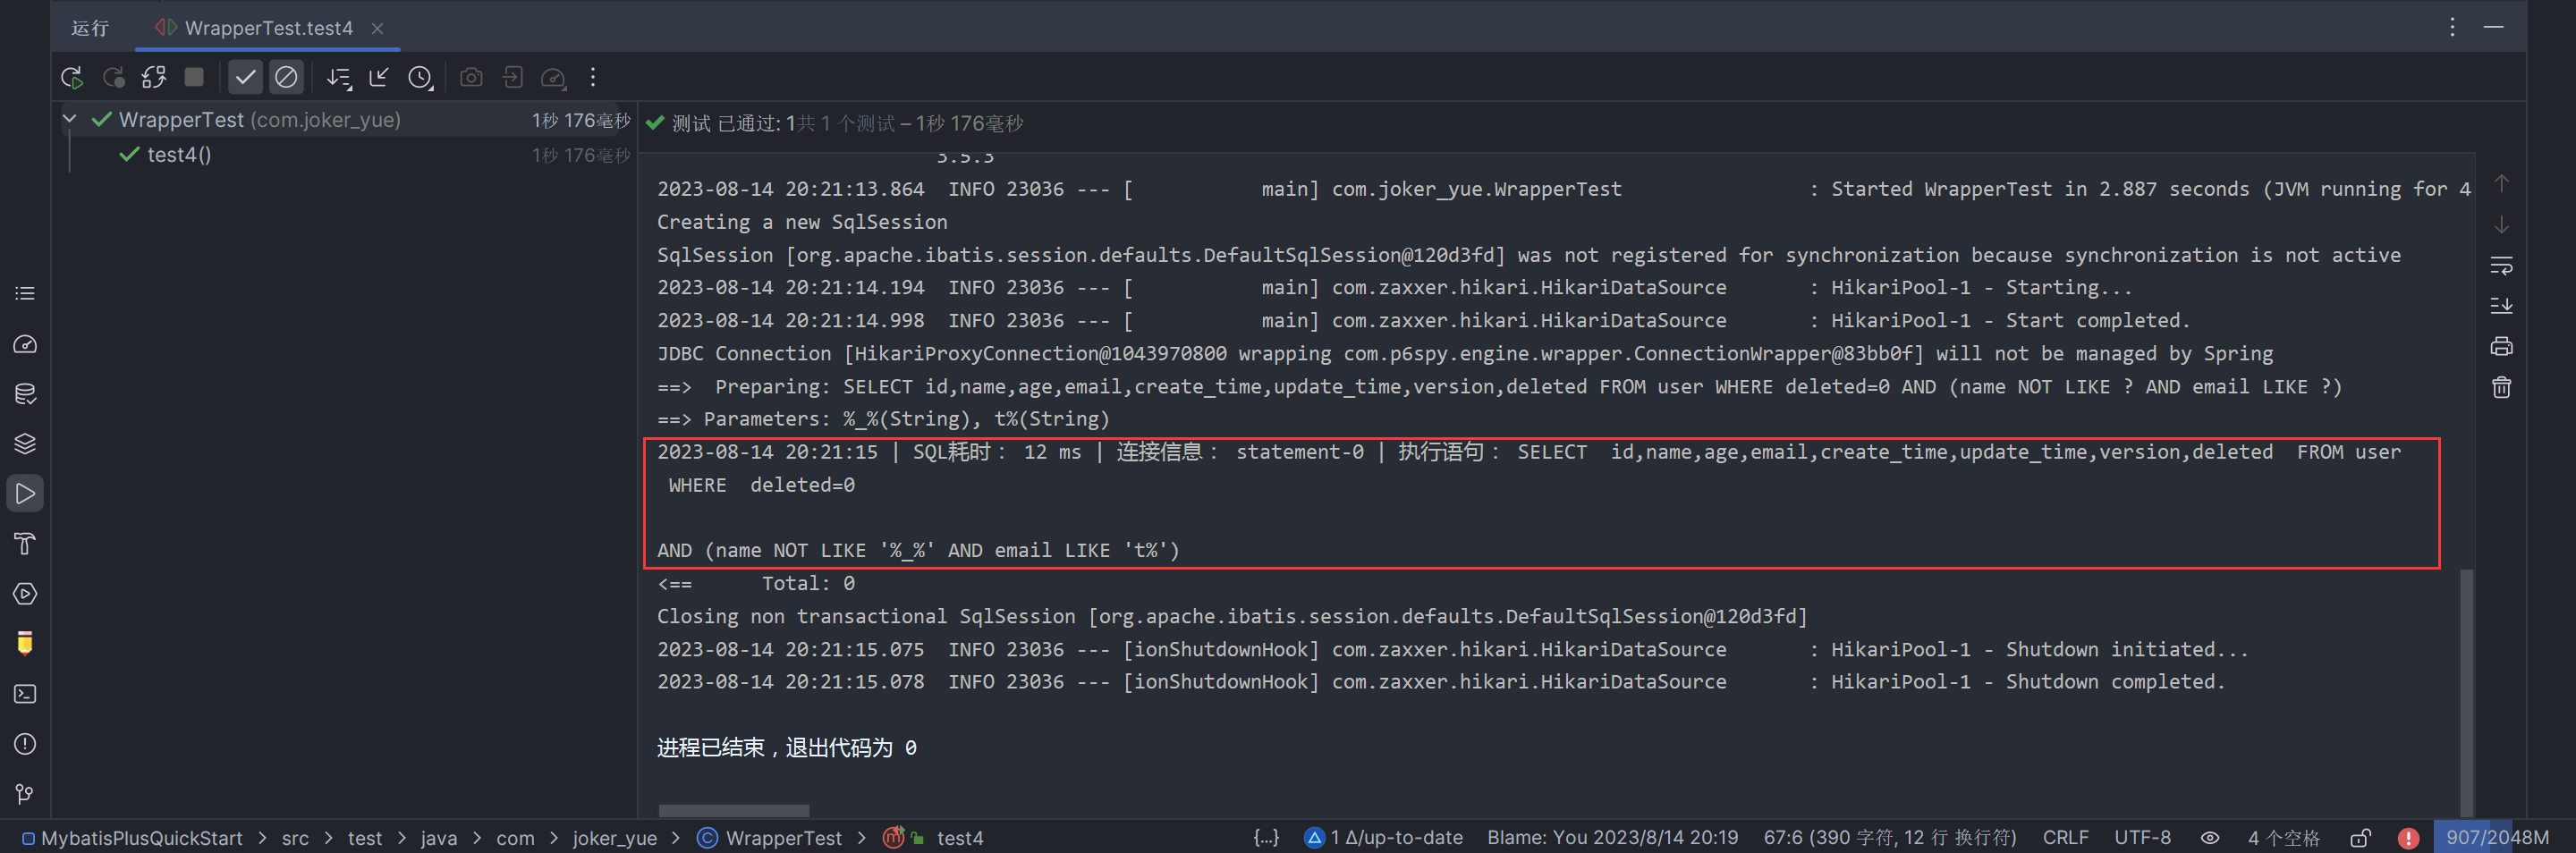 运行 WrapperTest.test4
WrapperTest (com.joker_yue) 1秒 176毫秒
test4() 1秒 176毫秒
测试 已通过: 1共 1 个测试 – 1秒 176毫秒
3.5.3
2023-08-14 20:21:13.864  INFO 23036 --- [           main] com.joker_yue.WrapperTest                : Started WrapperTest in 2.887 seconds (JVM running for 4
Creating a new SqlSession
SqlSession [org.apache.ibatis.session.defaults.DefaultSqlSession@120d3fd] was not registered for synchronization because synchronization is not active
2023-08-14 20:21:14.194  INFO 23036 --- [           main] com.zaxxer.hikari.HikariDataSource       : HikariPool-1 - Starting...
2023-08-14 20:21:14.998  INFO 23036 --- [           main] com.zaxxer.hikari.HikariDataSource       : HikariPool-1 - Start completed.
JDBC Connection [HikariProxyConnection@1043970800 wrapping com.p6spy.engine.wrapper.ConnectionWrapper@83bb0f] will not be managed by Spring
==>  Preparing: SELECT id,name,age,email,create_time,update_time,version,deleted FROM user WHERE deleted=0 AND (name NOT LIKE ? AND email LIKE ?)
==> Parameters: %_%(String), t%(String)
2023-08-14 20:21:15 | SQL耗时： 12 ms | 连接信息： statement-0 | 执行语句： SELECT  id,name,age,email,create_time,update_time,version,deleted  FROM user
WHERE  deleted=0
AND (name NOT LIKE '%_%' AND email LIKE 't%')
<==      Total: 0
Closing non transactional SqlSession [org.apache.ibatis.session.defaults.DefaultSqlSession@120d3fd]
2023-08-14 20:21:15.075  INFO 23036 --- [ionShutdownHook] com.zaxxer.hikari.HikariDataSource       : HikariPool-1 - Shutdown initiated...
2023-08-14 20:21:15.078  INFO 23036 --- [ionShutdownHook] com.zaxxer.hikari.HikariDataSource       : HikariPool-1 - Shutdown completed.
进程已结束，退出代码为 0
MybatisPlusQuickStart > src > test > java > com > joker_yue > WrapperTest > test4 {...} 1 Δ/up-to-date Blame: You 2023/8/14 20:19 67:6 (390 字符, 12 行 换行符) CRLF UTF-8 4 个空格 907/2048M